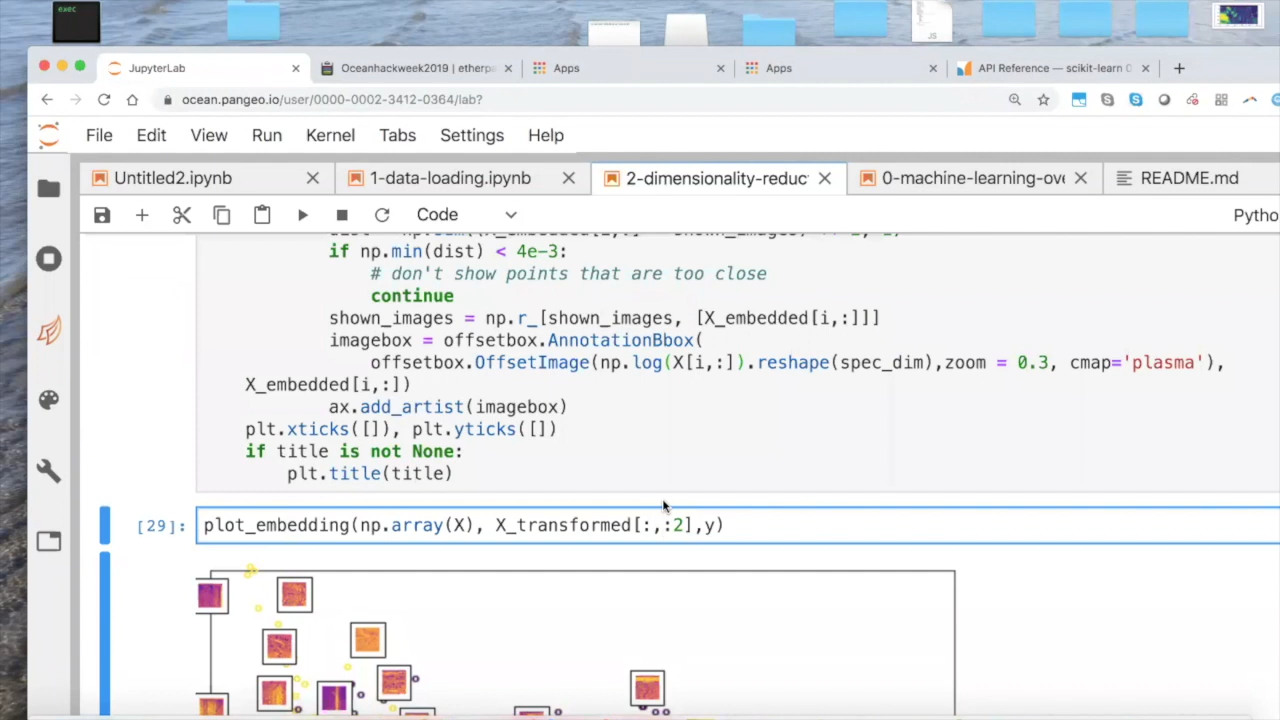 exec
JS
JupyterLab
Oceanhackweek2019 | etherp
Apps
Apps
API Reference — scikit-learn 0
ocean.pangeo.io/user/0000-0002-3412-0364/lab?
File Edit View Run Kernel Tabs Settings Help
Untitled2.ipynb
1-data-loading.ipynb
2-dimensionality-reduc
0-machine-learning-ov
README.md
Code
Pytho
if np.min(dist) < 4e-3:
# don't show points that are too close
continue
shown_images = np.r_[shown_images, [X_embedded[i,:]]]
imagebox = offsetbox.AnnotationBbox(
offsetbox.OffsetImage(np.log(X[i,:]).reshape(spec_dim),zoom = 0.3, cmap='plasma'),
X_embedded[i,:])
ax.add_artist(imagebox)
plt.xticks([]), plt.yticks([])
if title is not None:
plt.title(title)
[29]: plot_embedding(np.array(X), X_transformed[:,:2],y)